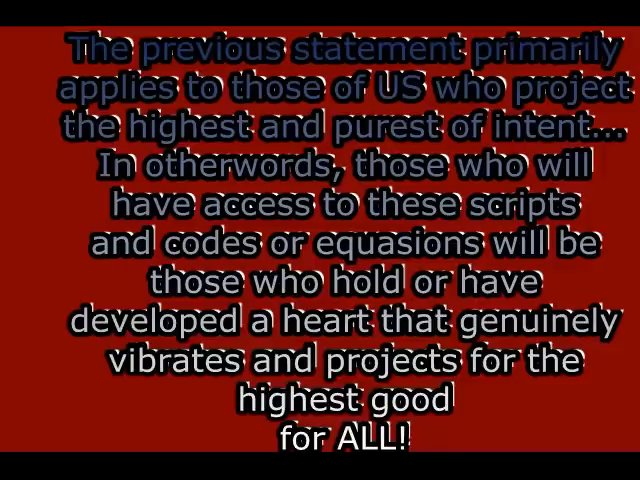 The previous statement primarily
applies to those of US who project
the highest and purest of intent...
In otherwords, those who will
have access to these scripts
and codes or equasions will be
those who hold or have
developed a heart that genuinely
vibrates and projects for the
highest good
for ALL!